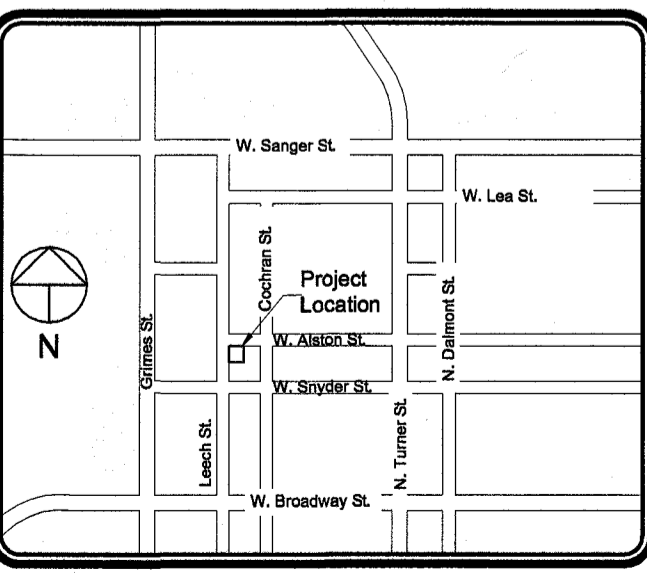 W. Sanger St.
W. Lea St.
Cochran St.
Project
Location
N
Grimes St.
W. Alston St.
N. Dalmont St.
W. Snyder St.
Leech St.
N. Turner St.
W. Broadway St.